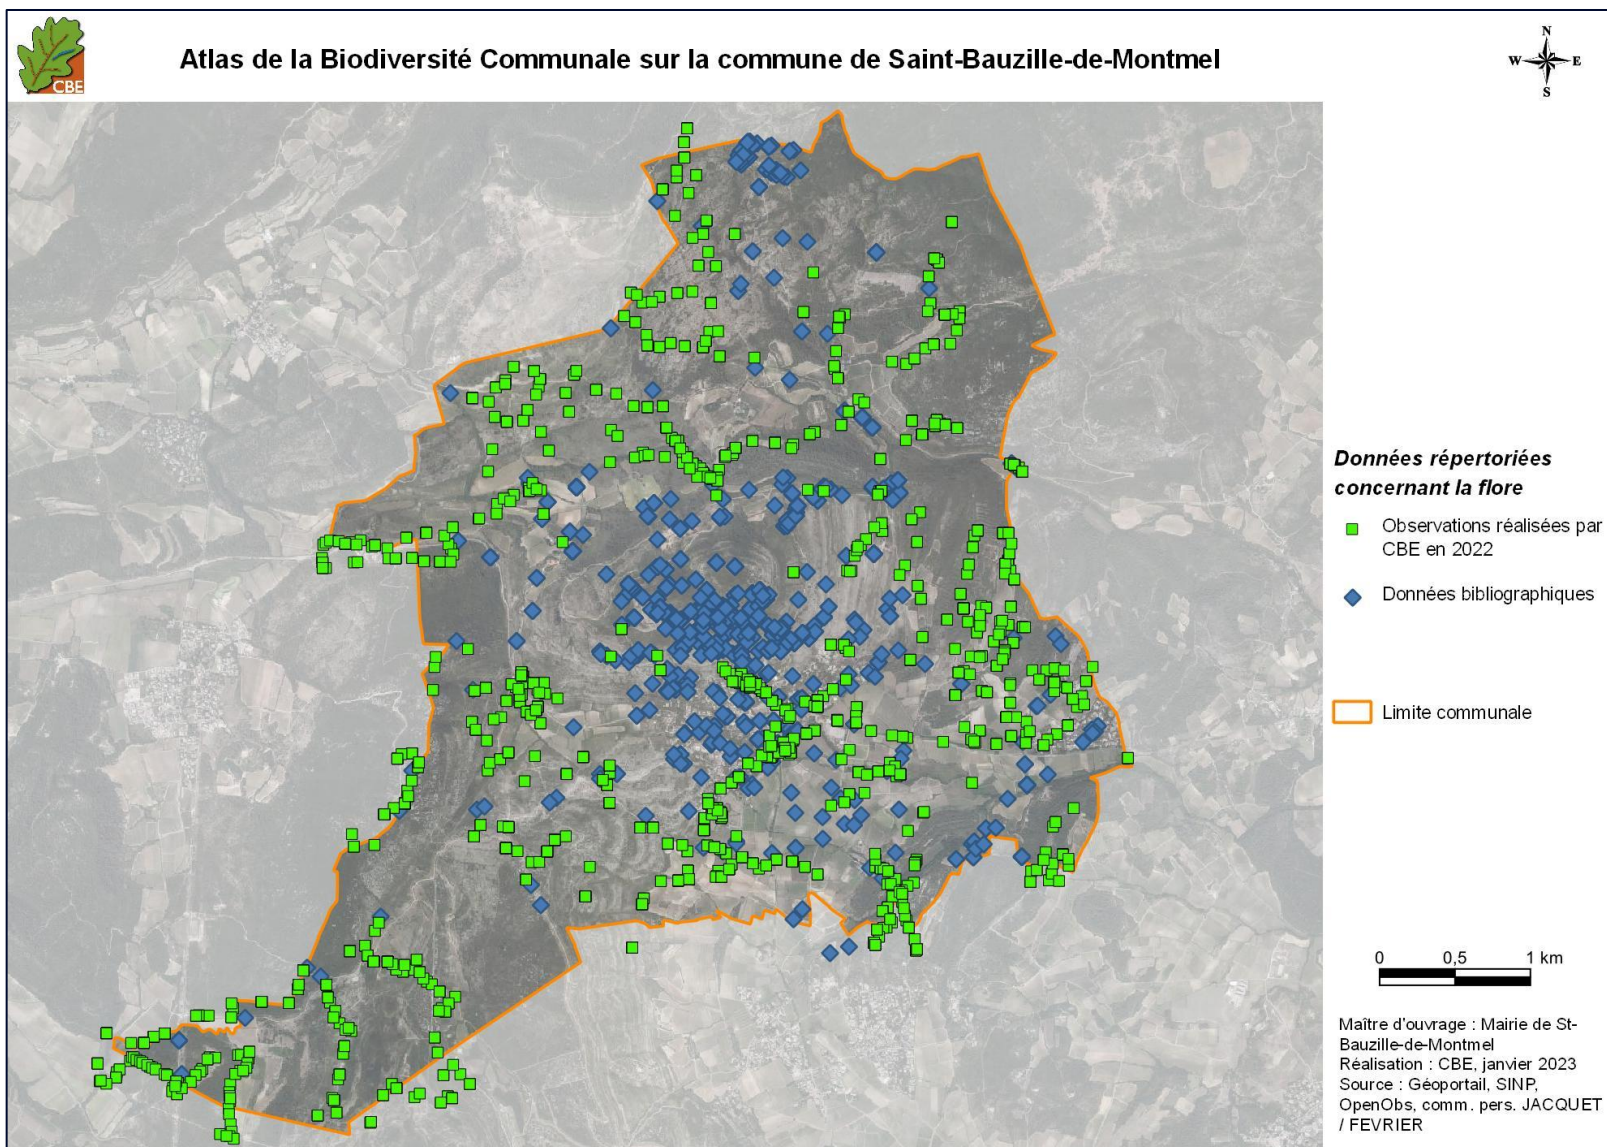 CBE
Atlas de la Biodiversité Communale sur la commune de Saint-Bauzille-de-Montmel
N
W
E
S
Données répertoriées
concernant la flore
Observations réalisées par
CBE en 2022
Données bibliographiques
Limite communale
0 0,5 1 km
Maître d'ouvrage : Mairie de St-
Bauzille-de-Montmel
Réalisation : CBE, janvier 2023
Source : Géoportail, SINP,
OpenObs, comm. pers. JACQUET
/ FEVRIER